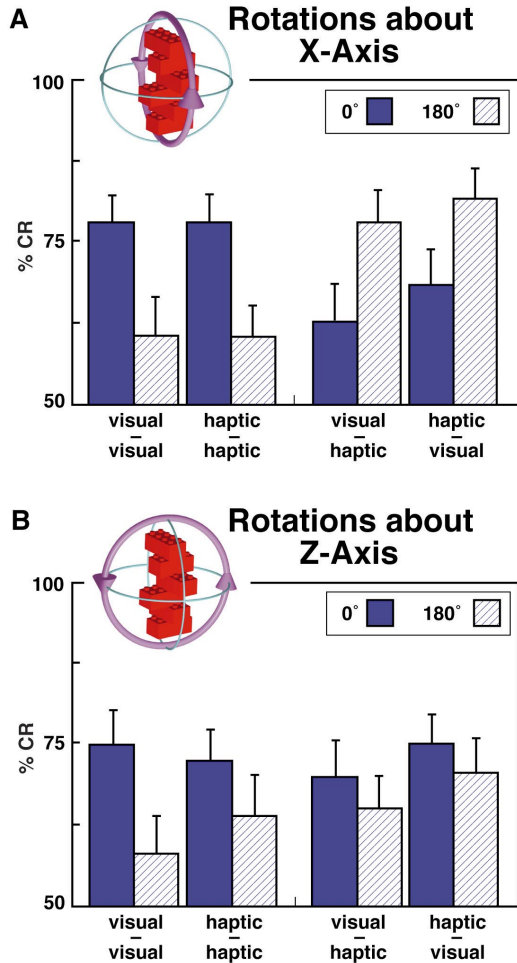 A
Rotations about
X-Axis
100
0° 180°
75
% CR
50
visual
–
visual
haptic
–
haptic
visual
–
haptic
haptic
–
visual
B
Rotations about
Z-Axis
100
0° 180°
75
% CR
50
visual
–
visual
haptic
–
haptic
visual
–
haptic
haptic
–
visual